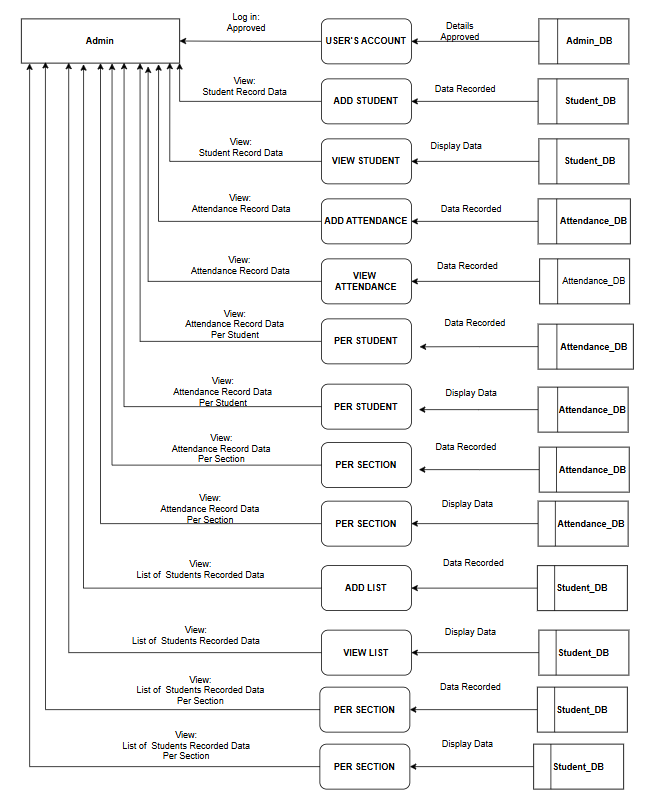 Log in:
Approved
Details
Approved
Admin
USER'S ACCOUNT
Admin_DB
View:
Student Record Data
Data Recorded
ADD STUDENT
Student_DB
View:
Student Record Data
Display Data
VIEW STUDENT
Student_DB
View:
Attendance Record Data
Data Recorded
ADD ATTENDANCE
Attendance_DB
View:
Attendance Record Data
Data Recorded
VIEW
ATTENDANCE
Attendance_DB
View:
Attendance Record Data
Per Student
Data Recorded
PER STUDENT
Attendance_DB
View:
Attendance Record Data
Per Student
Display Data
PER STUDENT
Attendance_DB
View:
Attendance Record Data
Per Section
Data Recorded
PER SECTION
Attendance_DB
View:
Attendance Record Data
Per Section
Display Data
PER SECTION
Attendance_DB
View:
List of Students Recorded Data
Data Recorded
ADD LIST
Student_DB
View:
List of Students Recorded Data
Display Data
VIEW LIST
Student_DB
View:
List of Students Recorded Data
Per Section
Data Recorded
PER SECTION
Student_DB
View:
List of Students Recorded Data
Per Section
Display Data
PER SECTION
Student_DB